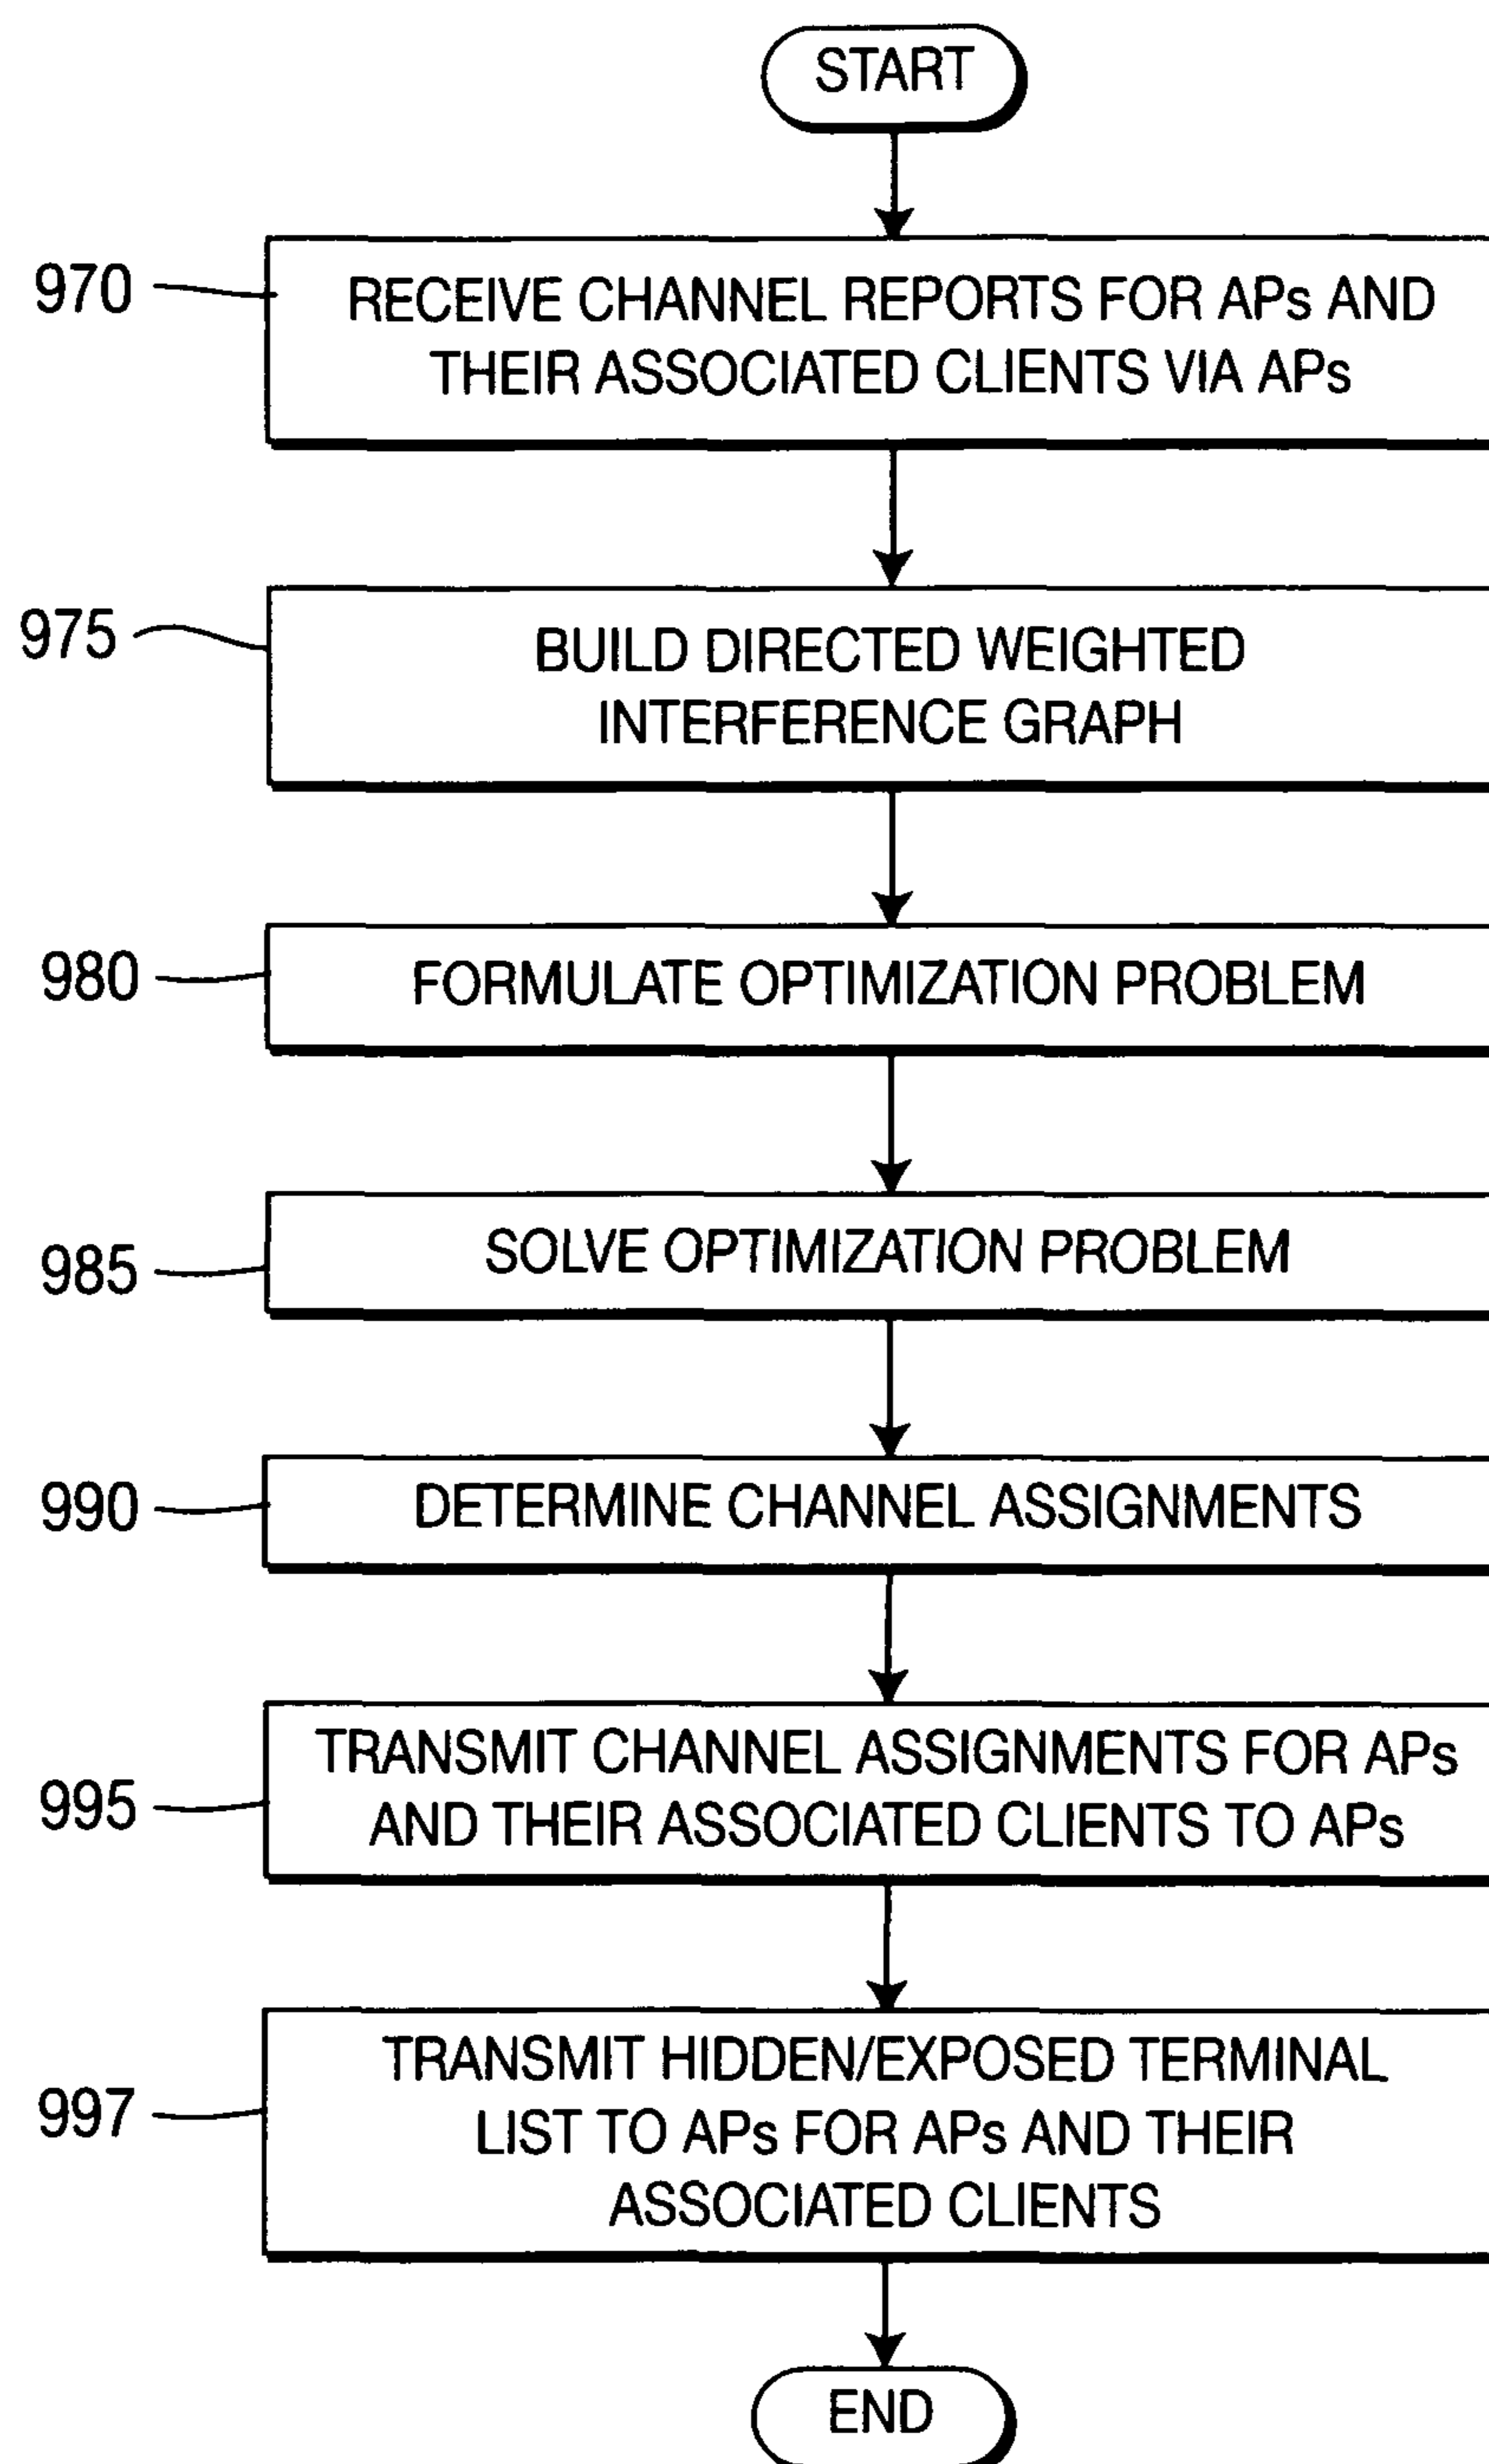 START
970
RECEIVE CHANNEL REPORTS FOR APs AND
THEIR ASSOCIATED CLIENTS VIA APs
975
BUILD DIRECTED WEIGHTED
INTERFERENCE GRAPH
980
FORMULATE OPTIMIZATION PROBLEM
985
SOLVE OPTIMIZATION PROBLEM
990
DETERMINE CHANNEL ASSIGNMENTS
995
TRANSMIT CHANNEL ASSIGNMENTS FOR APs
AND THEIR ASSOCIATED CLIENTS TO APs
997
TRANSMIT HIDDEN/EXPOSED TERMINAL
LIST TO APs FOR APs AND THEIR
ASSOCIATED CLIENTS
END